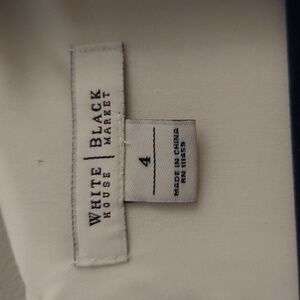 WHITE | BLACK
HOUSE | MARKET
4
MADE IN CHINA
RN 111459